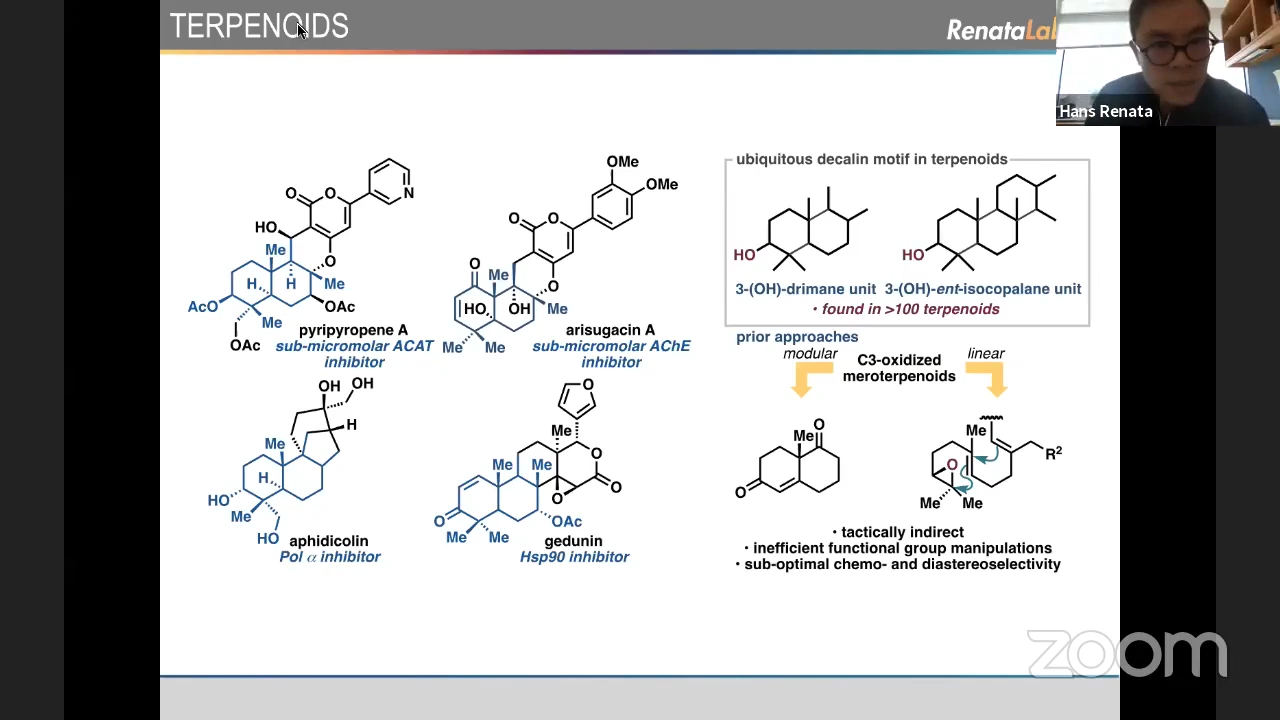 TERPENOIDS
RenataLa
Hans Renata
O
O
N
HO
Me
O
H
H
Me
AcO
OAc
Me
OAc
pyripyropene A
sub-micromolar ACAT
inhibitor
OMe
OMe
O
O
O
Me
O
HO
OH
Me
Me
Me
arisugacin A
sub-micromolar AChE
inhibitor
OH
OH
H
Me
H
HO
Me
HO
aphidicolin
Pol α inhibitor
O
Me
Me
Me
O
O
O
O
OAc
Me
Me
gedunin
Hsp90 inhibitor
ubiquitous decalin motif in terpenoids
HO
HO
3-(OH)-drimane unit
3-(OH)-ent-isocopalane unit
• found in >100 terpenoids
prior approaches
modular
linear
C3-oxidized
meroterpenoids
O
Me
O
Me
R2
O
Me
Me
• tactically indirect
• inefficient functional group manipulations
• sub-optimal chemo- and diastereoselectivity
zoom